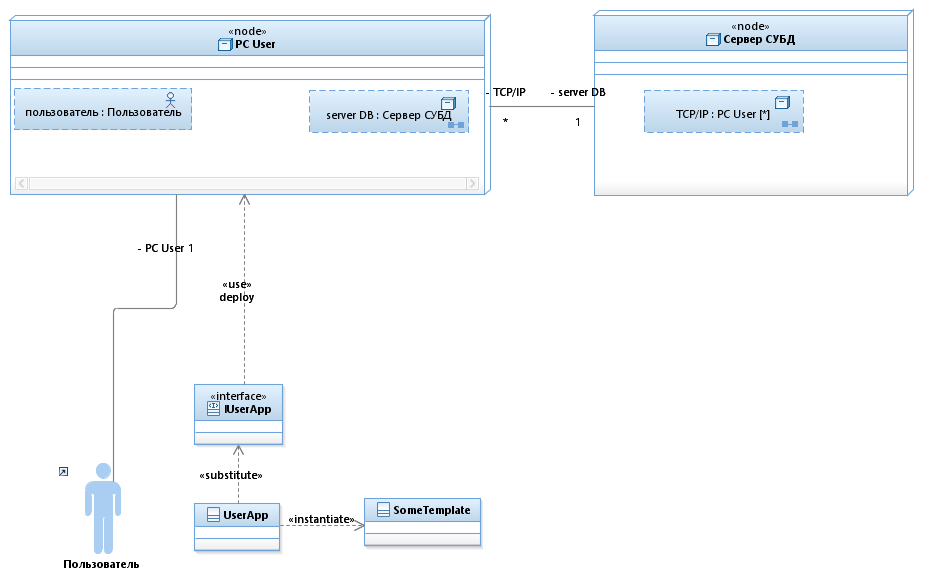 «node»
PC User
«node»
Сервер СУБД
пользователь : Пользователь
server DB : Сервер СУБД
- TCP/IP
- server DB
*
1
TCP/IP : PC User [*]
- PC User 1
«use»
deploy
«interface»
IUserApp
«substitute»
UserApp
«instantiate»
SomeTemplate
Пользователь